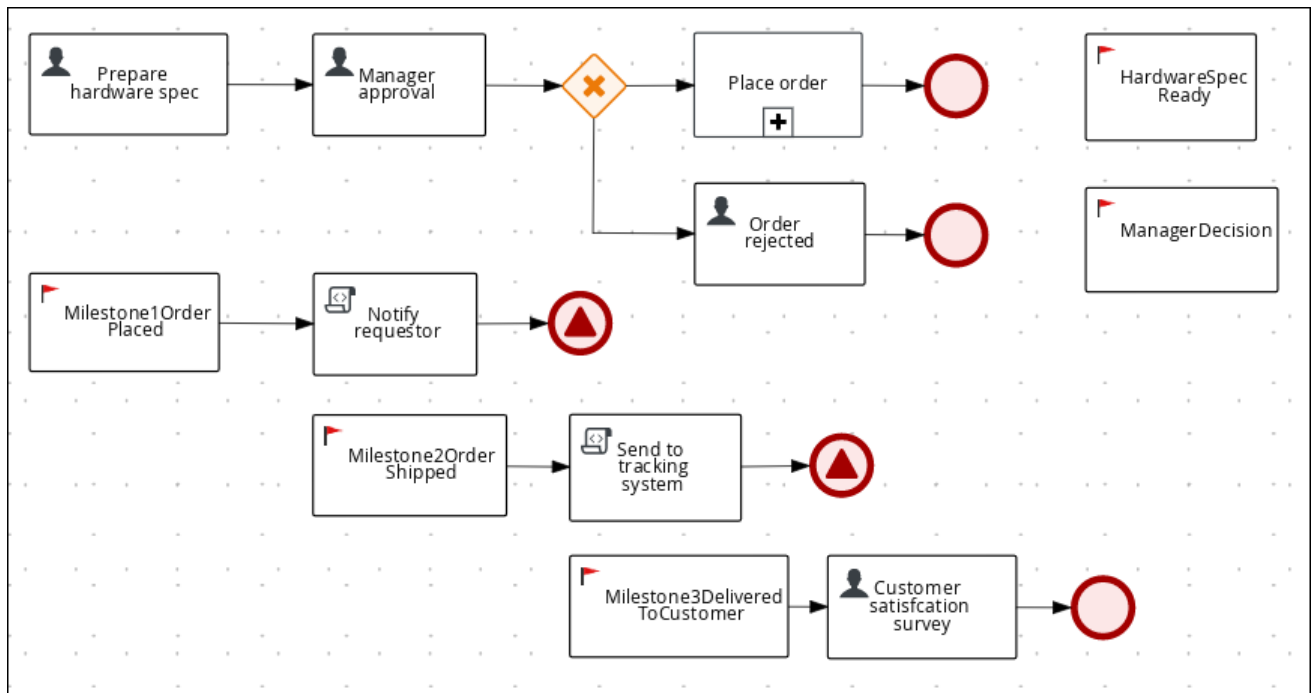 Prepare
hardware spec
Manager
approval
Place order
HardwareSpec
Ready
Order
rejected
ManagerDecision
Milestone1Order
Placed
Notify
requestor
Milestone2Order
Shipped
Send to
tracking
system
Milestone3Delivered
ToCustomer
Customer
satisfcation
survey